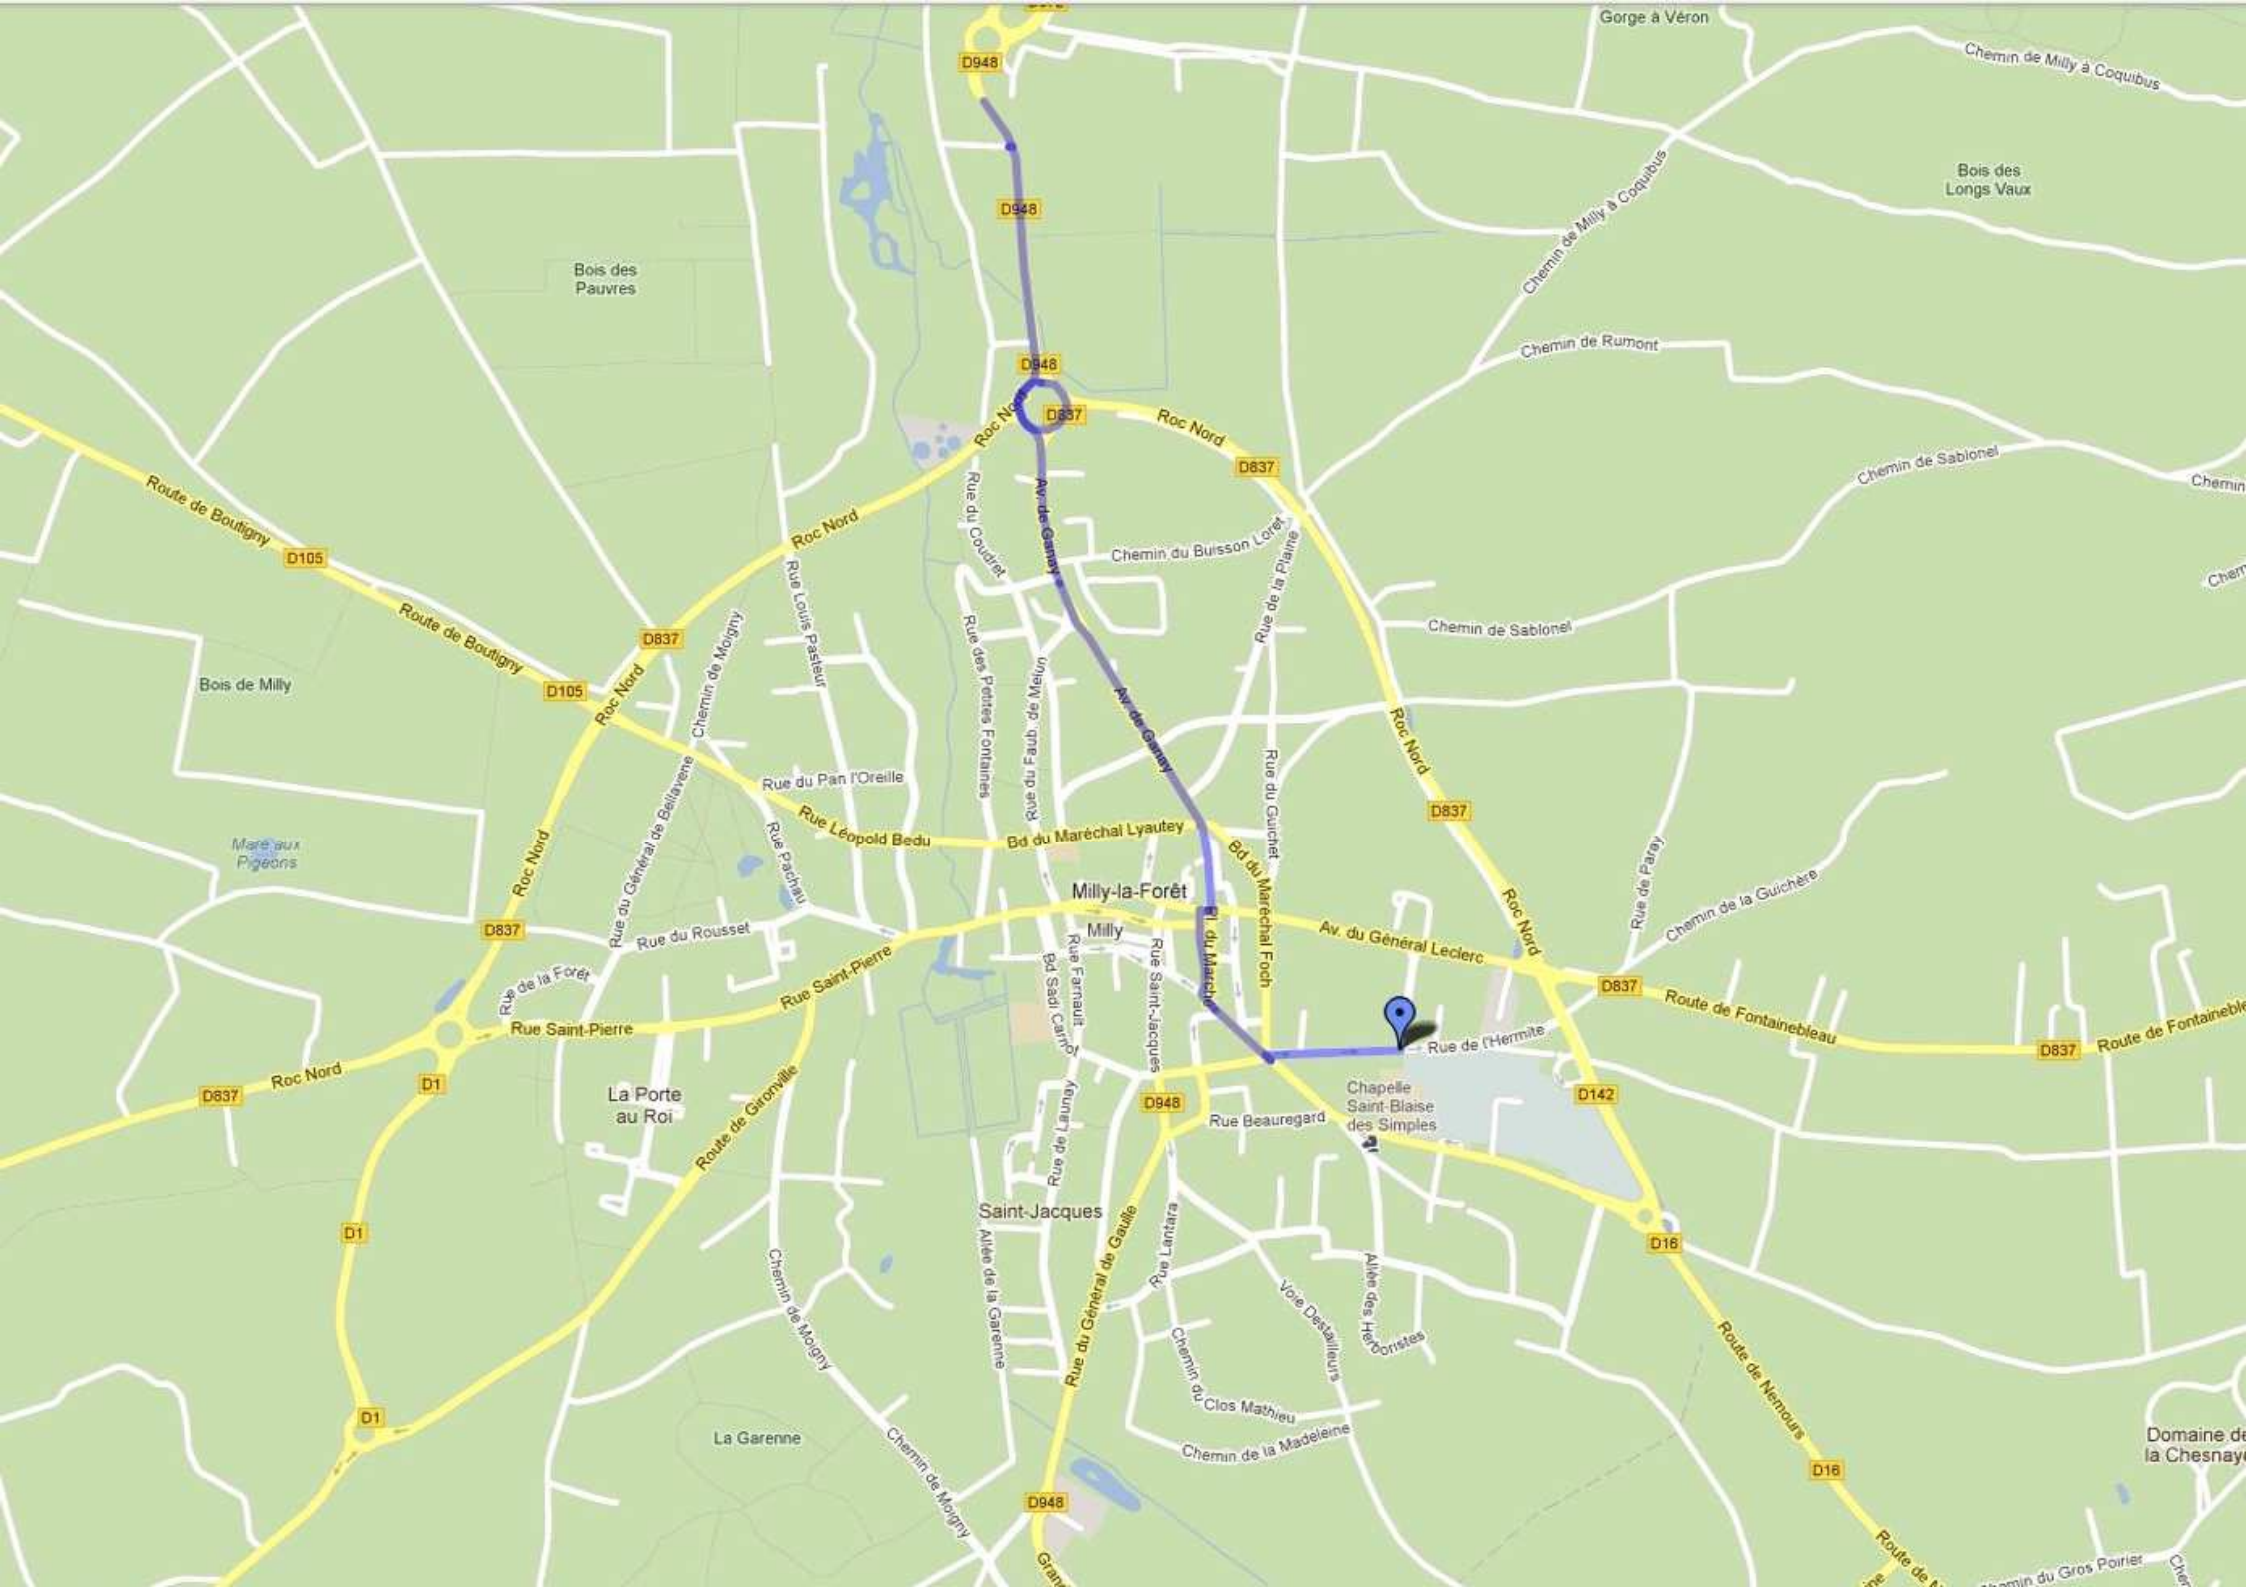 Gorge à Véron
Chemin de Milly à Coquibus
D948
Bois des
Longs Vaux
Chemin de Milly à Coquibus
D948
Bois des
Pauvres
Chemin de Rumont
D948
D837
Roc Nord
Roc Nord
D837
Chemin de Sablonel
Chemin
Route de Boutigny
D105
Roc Nord
Rue du Coudret
Av. de Ganay
Chemin du Buisson Loret
Rue de la Plaine
Chemin de Sablonel
Route de Boutigny
D837
Rue Louis Pasteur
Chemin de Moigny
Rue des Petites Fontaines
Rue du Faub. de Melun
Bois de Milly
D105
Roc Nord
Av. de Ganay
Roc Nord
Rue du Guichet
Rue du Pan l'Oreille
D837
Rue Léopold Bedu
Bd du Maréchal Lyautey
Mare aux
Pigeons
Roc Nord
Rue du Général de Bellavene
Rue Pachau
Bd du Maréchal Foch
Rue de Paray
Chemin de la Guichère
Milly-la-Forêt
Milly
D837
Rue du Rousset
Pl. du Marché
Av. du Général Leclerc
Roc Nord
Rue de la Forêt
Rue Saint-Pierre
Rue Farnault
Bd Sadi Carnot
Rue Saint-Jacques
D837
Route de Fontainebleau
Rue Saint-Pierre
Rue de l'Hermite
D837
Route de Fontaineble
Roc Nord
D837
D1
La Porte
au Roi
Route de Gironville
Rue de Launay
D948
Rue Beauregard
Chapelle
Saint-Blaise
des Simples
D142
Saint-Jacques
D1
D16
Allée de la Garenne
Rue du Général de Gaulle
Rue Lantara
Allée des Herboristes
Voie Destailleurs
Chemin de Moigny
Route de Nemours
Chemin du Clos Mathieu
Chemin de la Madeleine
D1
La Garenne
Chemin de Moigny
Domaine de
la Chesnay
D16
D948
Route de N